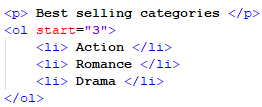 <p> Best selling categories </p>
<ol start="3">
<li> Action </li>
<li> Romance </li>
<li> Drama </li>
</ol>